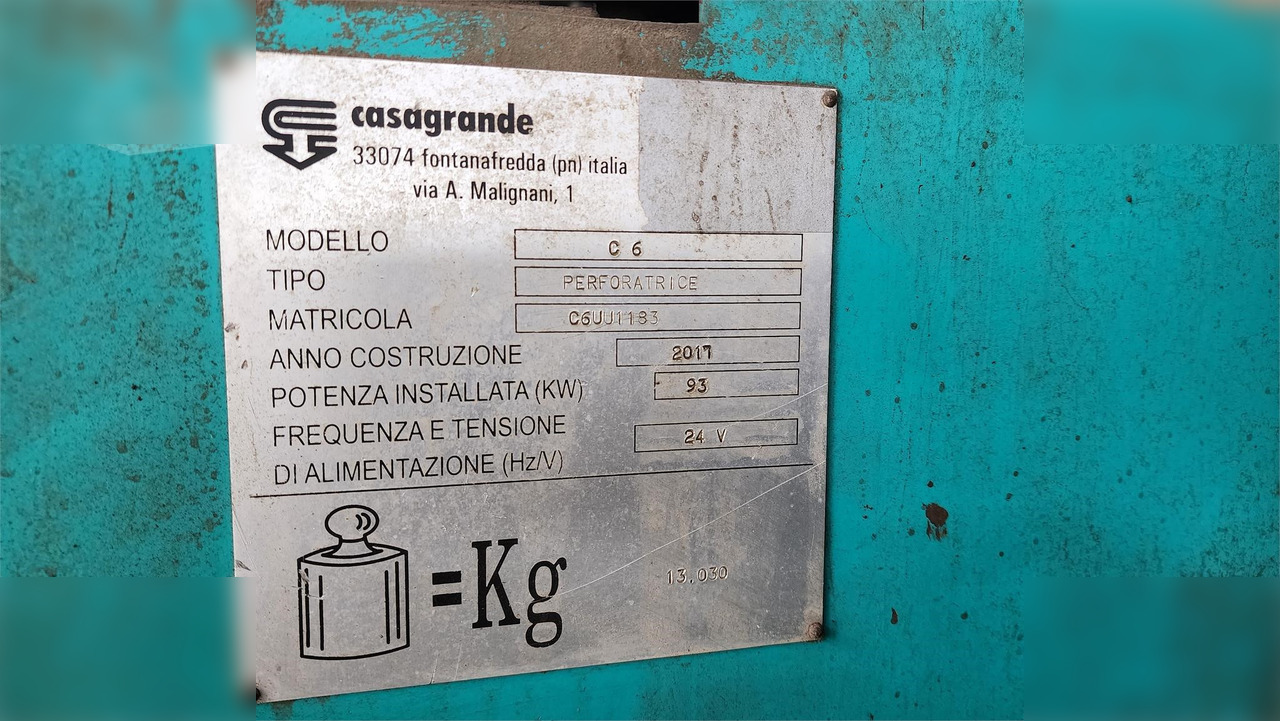 casagrande
33074 fontanafredda (pn) italia
via A. Malignani, 1
MODELLO C 6
TIPO PERFORATRICE
MATRICOLA C6UU1183
ANNO COSTRUZIONE 2017
POTENZA INSTALLATA (KW) 93
FREQUENZA E TENSIONE
DI ALIMENTAZIONE (Hz/V) 24 V
=Kg 13.030